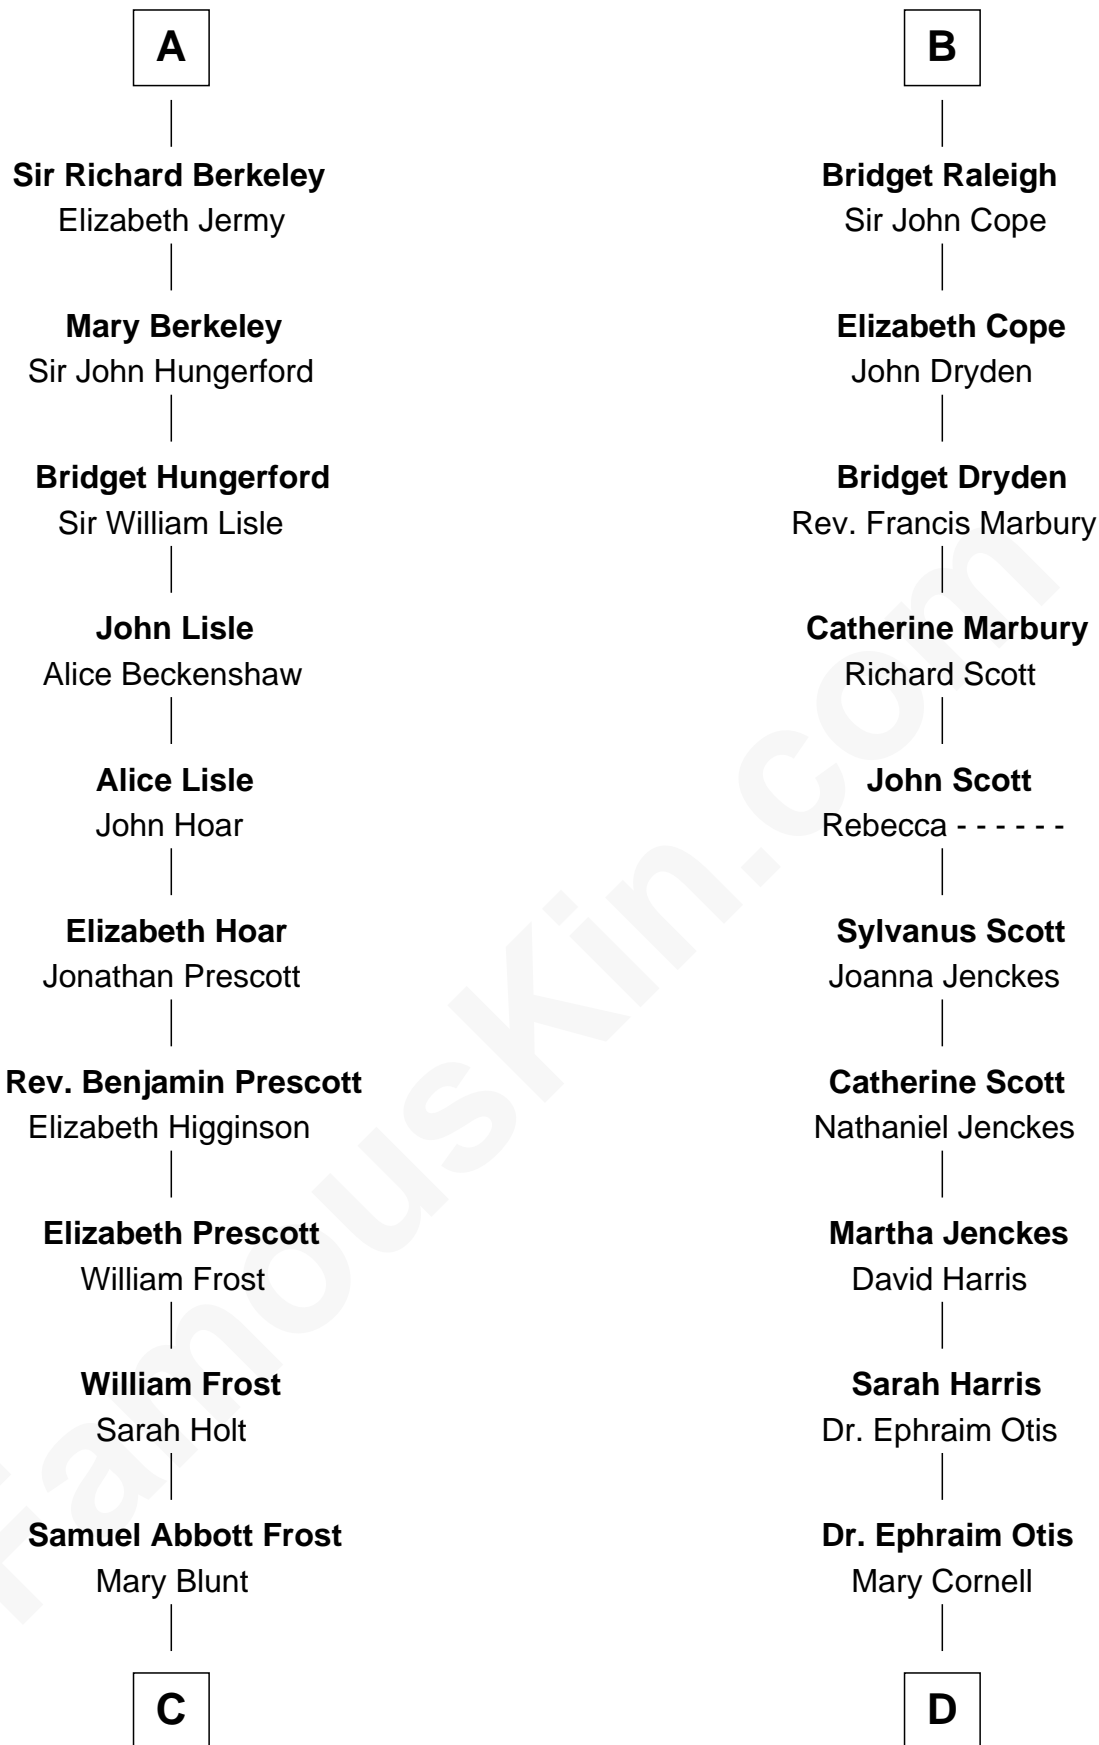 A
Sir Richard Berkeley
Elizabeth Jermy
Mary Berkeley
Sir John Hungerford
Bridget Hungerford
Sir William Lisle
John Lisle
Alice Beckenshaw
Alice Lisle
John Hoar
Elizabeth Hoar
Jonathan Prescott
Rev. Benjamin Prescott
Elizabeth Higginson
Elizabeth Prescott
William Frost
William Frost
Sarah Holt
Samuel Abbott Frost
Mary Blunt
C
B
Bridget Raleigh
Sir John Cope
Elizabeth Cope
John Dryden
Bridget Dryden
Rev. Francis Marbury
Catherine Marbury
Richard Scott
John Scott
Rebecca - - - - - -
Sylvanus Scott
Joanna Jenckes
Catherine Scott
Nathaniel Jenckes
Martha Jenckes
David Harris
Sarah Harris
Dr. Ephraim Otis
Dr. Ephraim Otis
Mary Cornell
D
FamousKin.com